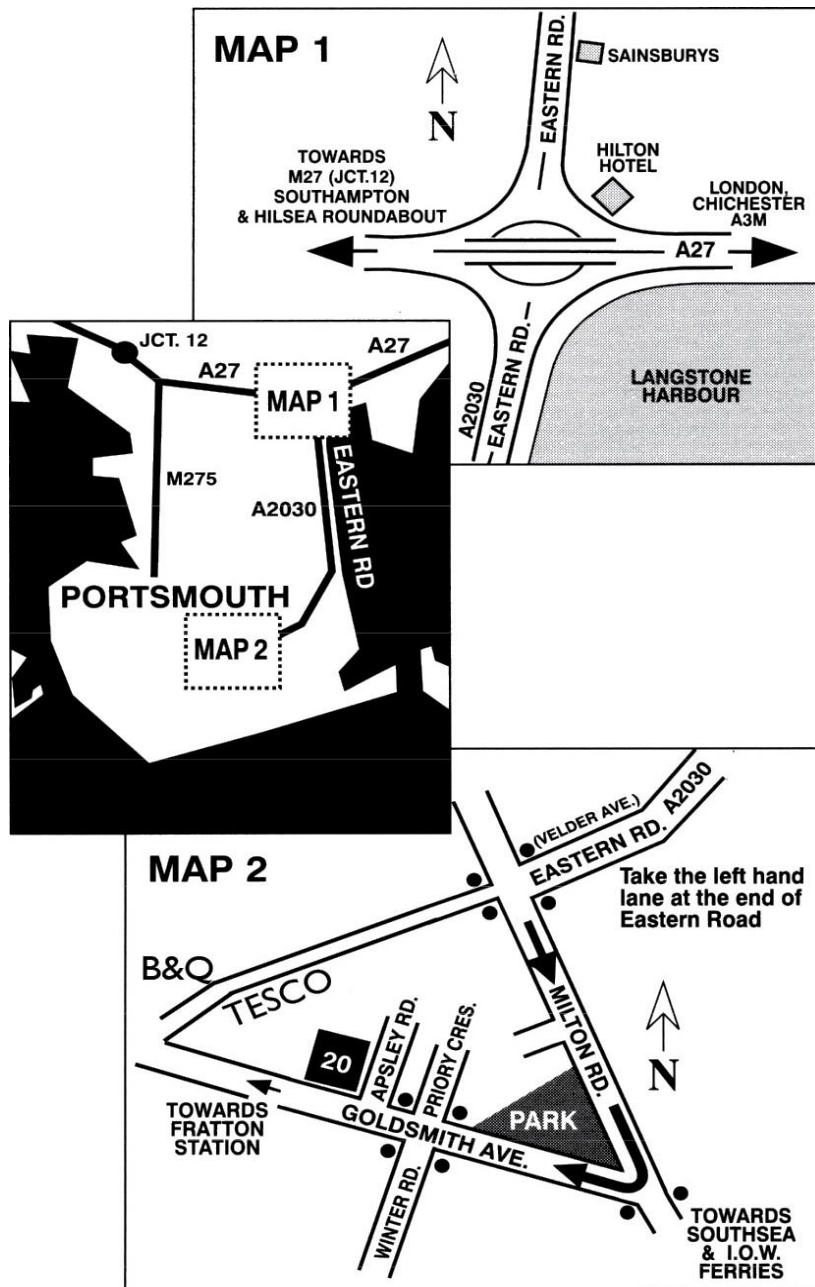 MAP 1
N
EASTERN RD.
SAINSBURYS
HILTON
HOTEL
TOWARDS
M27 (JCT.12)
SOUTHAMPTON
& HILSEA ROUNDABOUT
LONDON,
CHICHESTER
A3M
A27
A2030
EASTERN RD.
LANGSTONE
HARBOUR
JCT. 12
A27
A27
MAP 1
M275
A2030
EASTERN RD
PORTSMOUTH
MAP 2
MAP 2
(VELDER AVE.)
EASTERN RD.
A2030
Take the left hand
lane at the end of
Eastern Road
B&Q
TESCO
MILTON RD.
N
20
APSLEY RD.
PRIORY CRES.
PARK
TOWARDS
FRATTON
STATION
GOLDSMITH AVE.
WINTER RD.
TOWARDS
SOUTHSEA
& I.O.W.
FERRIES